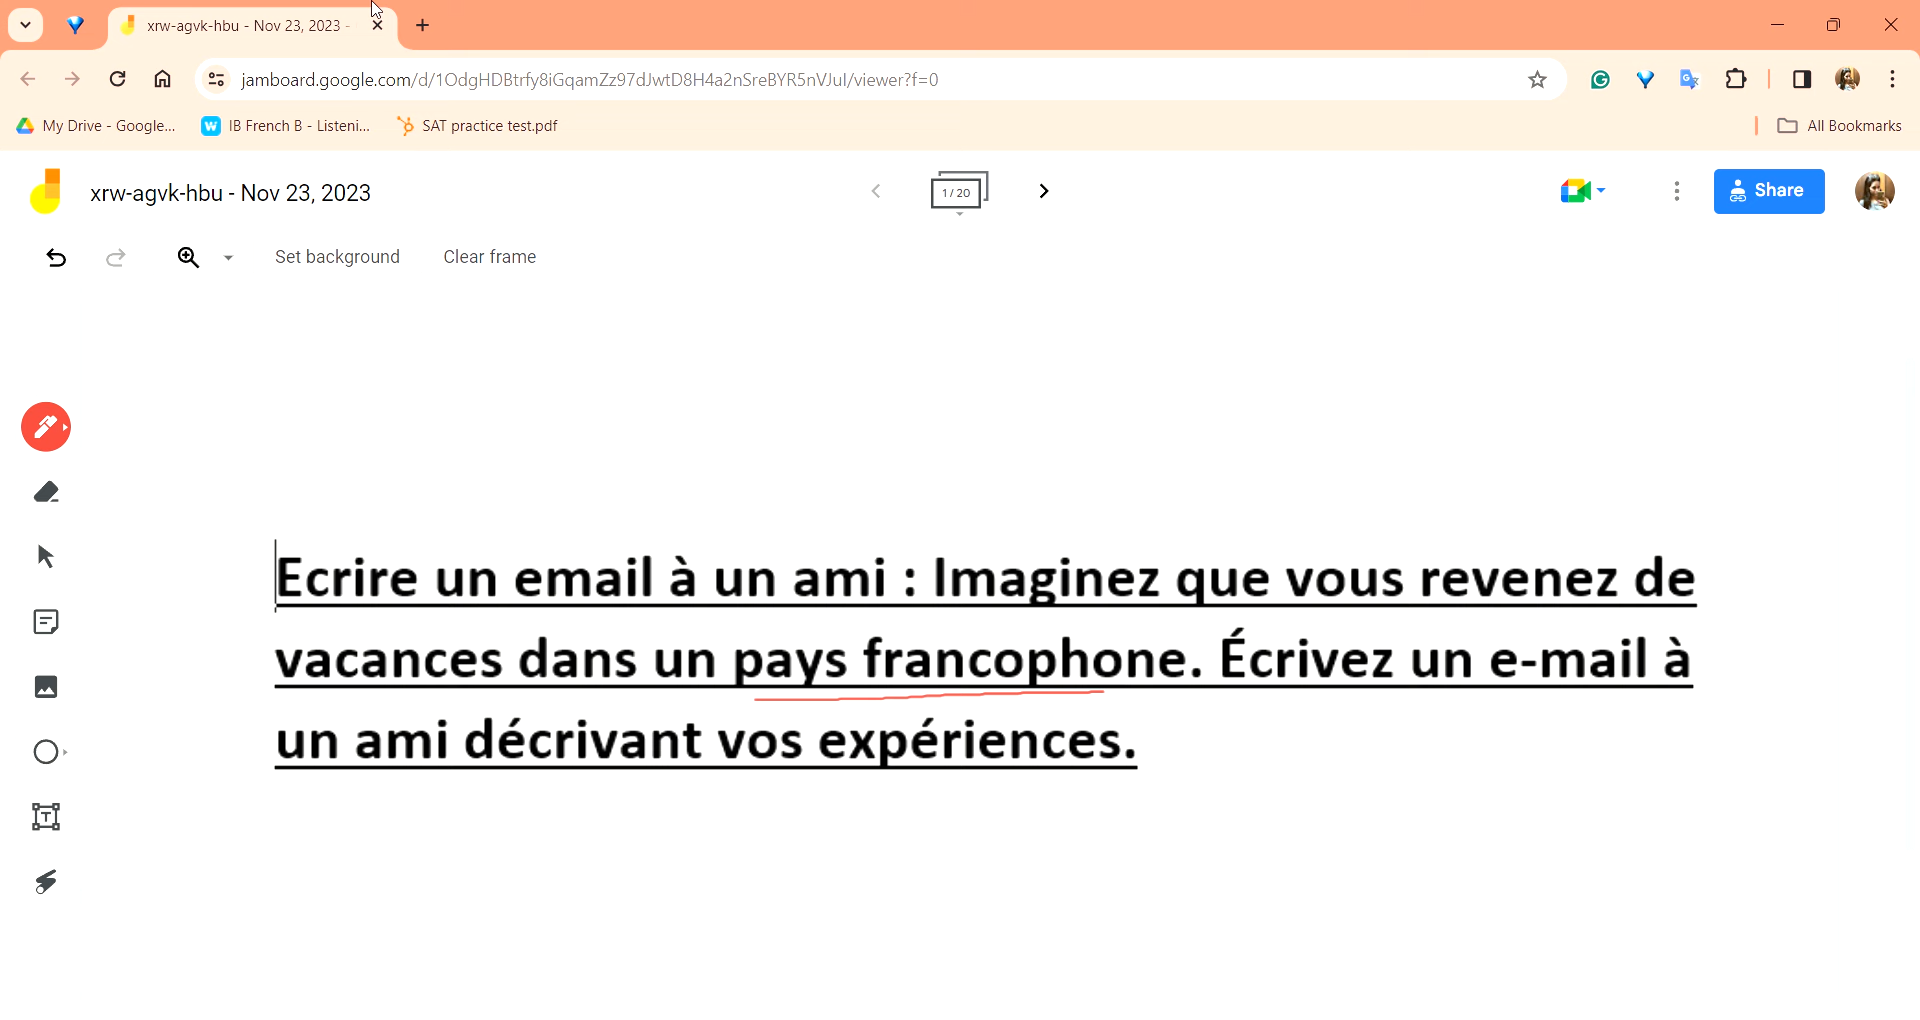 xrw-agvk-hbu - Nov 23, 2023 -
jamboard.google.com/d/1OdgHDBtrfy8iGqamZz97dJwtD8H4a2nSreBYR5nVJuI/viewer?f=0
My Drive - Google...
W IB French B - Listeni...
SAT practice test.pdf
All Bookmarks
xrw-agvk-hbu - Nov 23, 2023
1 / 20
Share
Set background
Clear frame
Ecrire un email à un ami : Imaginez que vous revenez de
vacances dans un pays francophone. Écrivez un e-mail à
un ami décrivant vos expériences.